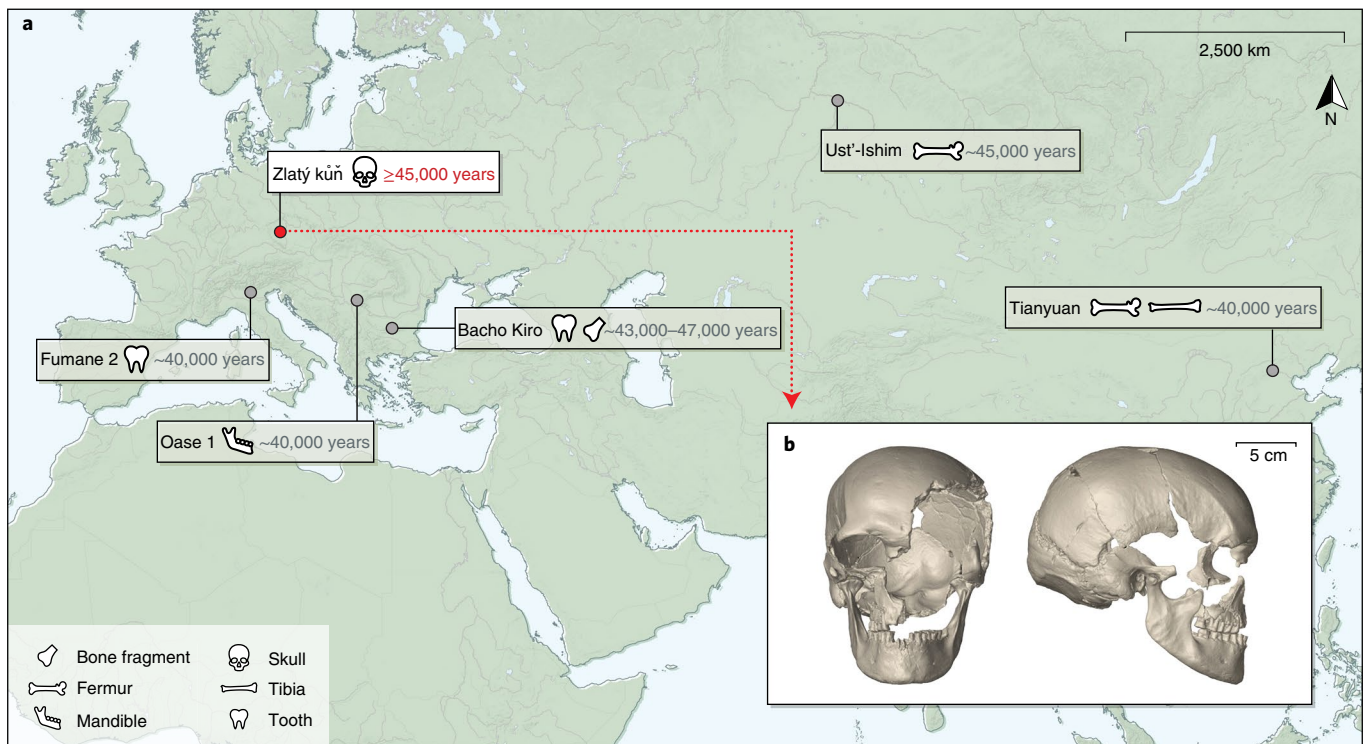 a
2,500 km
N
Ust'-Ishim ~45,000 years
Zlatý kůň ≥45,000 years
Tianyuan ~40,000 years
Bacho Kiro ~43,000–47,000 years
Fumane 2 ~40,000 years
Oase 1 ~40,000 years
b
5 cm
Bone fragment
Skull
Fermur
Tibia
Mandible
Tooth